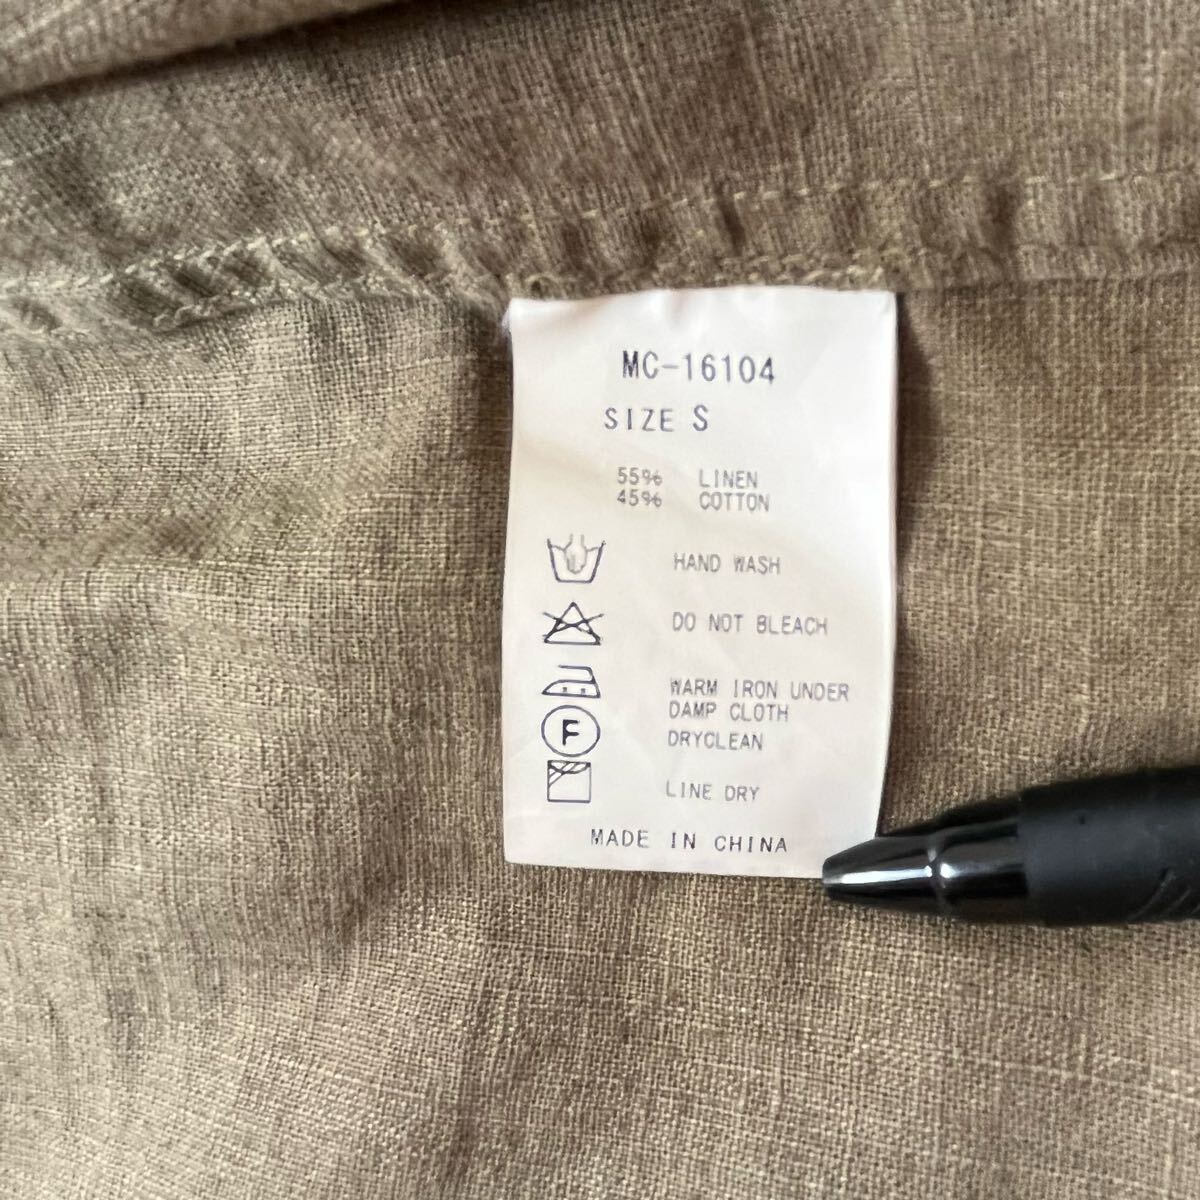 MC-16104
SIZE S
55% LINEN
45% COTTON
HAND WASH
DO NOT BLEACH
WARM IRON UNDER
DAMP CLOTH
F DRYCLEAN
LINE DRY
MADE IN CHINA